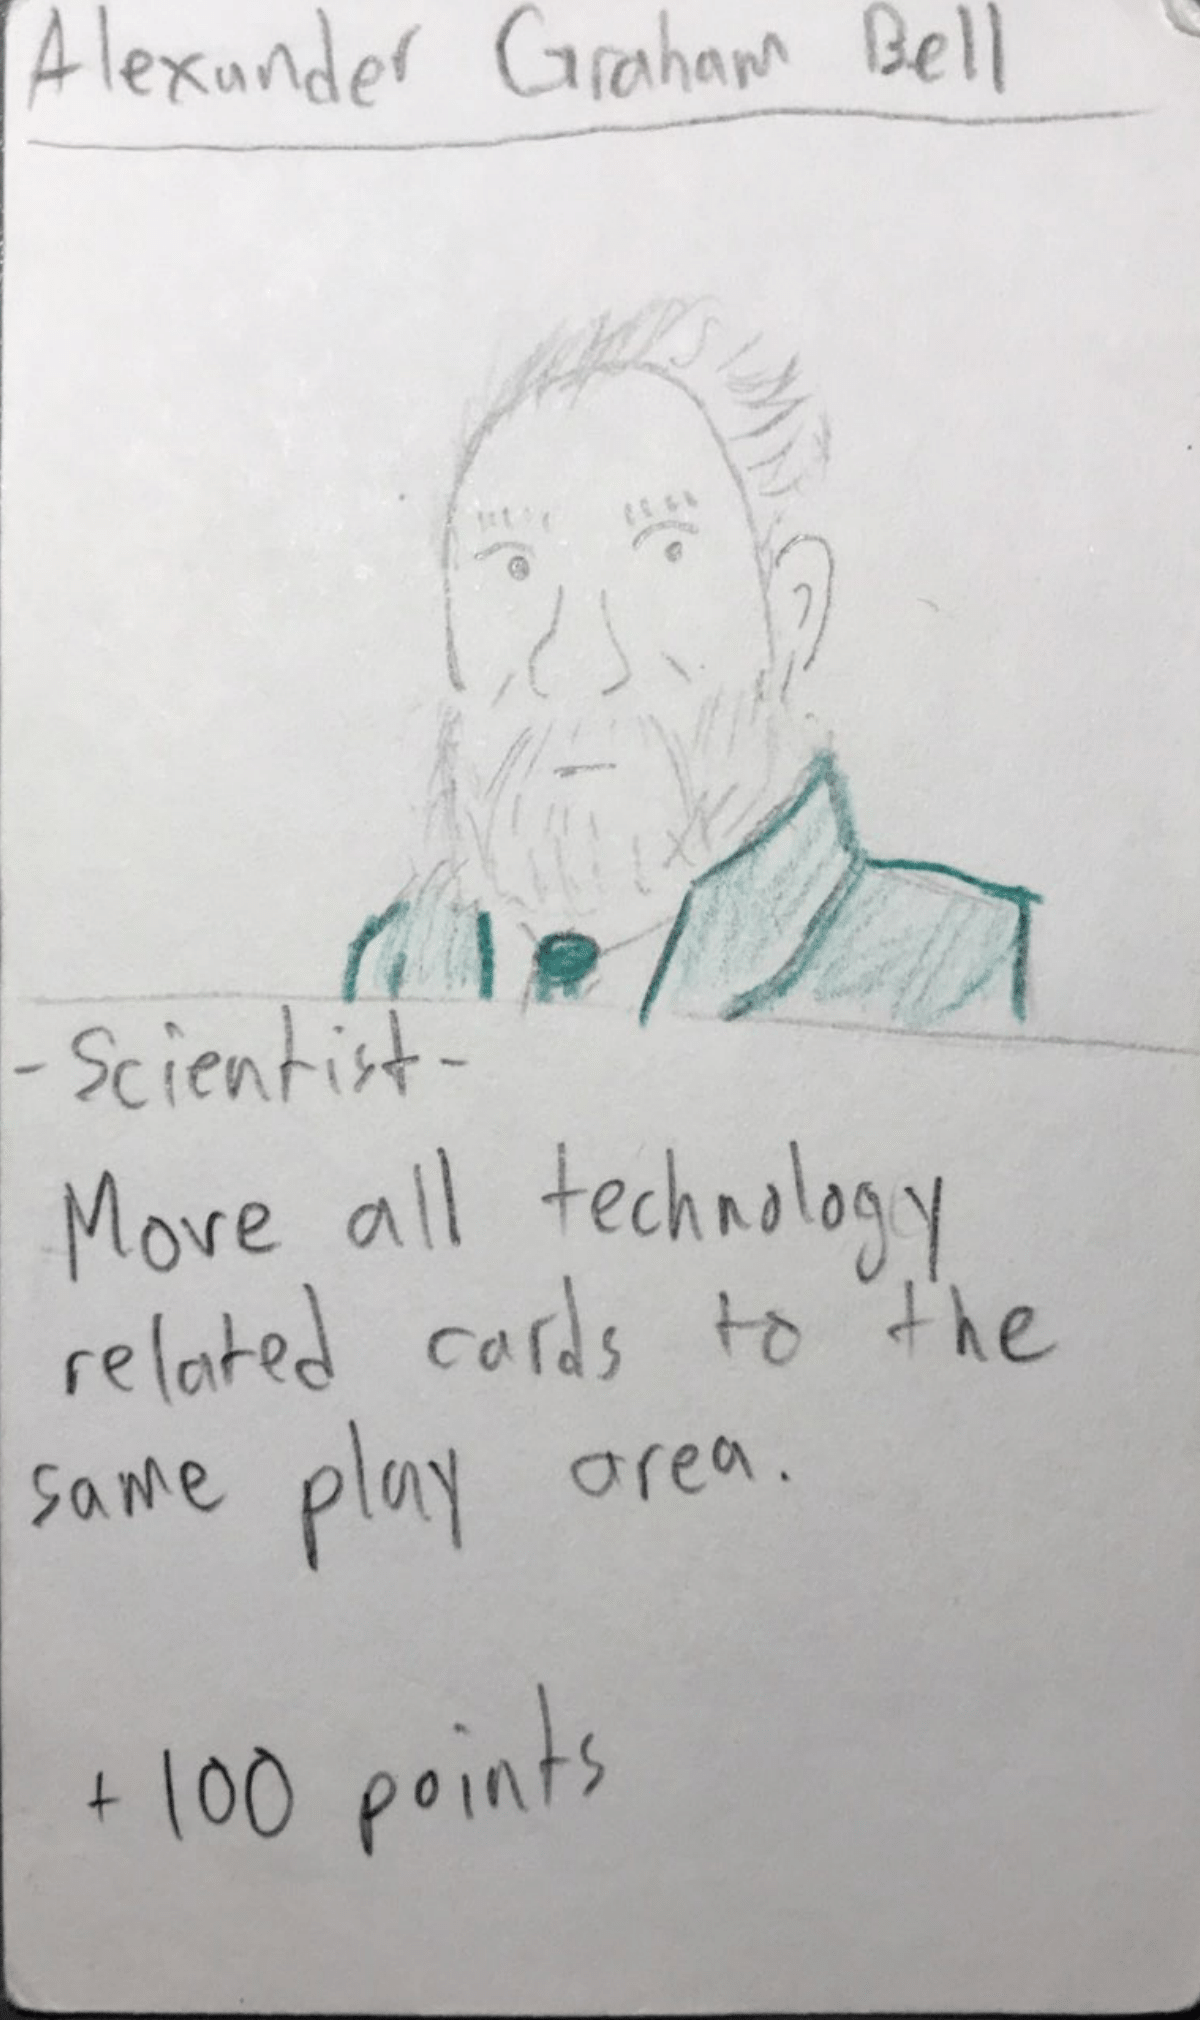 Alexander Graham Bell
- Scientist -
Move all technology
related cards to the
same play area.
+ 100 points